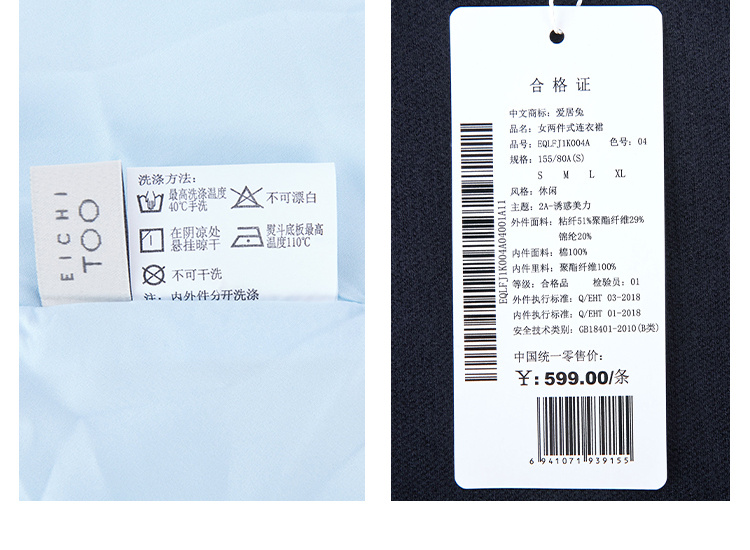 EICHI
TOO
洗涤方法:
最高洗涤温度
40℃手洗
不可漂白
在阴凉处
悬挂晾干
熨斗底板最高
温度110℃
不可干洗
注: 内外件分开洗涤
合格证
中文商标: 爱居兔
品名: 女两件式连衣裙
品号: EQLFJ1K004A 色号: 04
规格: 155/80A(S)
S M L XL
风格: 休闲
主题: 2A-诱惑美力
外件面料: 粘纤51%聚酯纤维29%
锦纶20%
内件面料: 棉100%
内件里料: 聚酯纤维100%
等级: 合格品 检验员: 01
外件执行标准: Q/EHT 03-2018
内件执行标准: Q/EHT 01-2018
安全技术类别: GB18401-2010(B类)
中国统一零售价:
¥: 599.00/条
EQLFJ1K004A04001A11
6 941071 939155